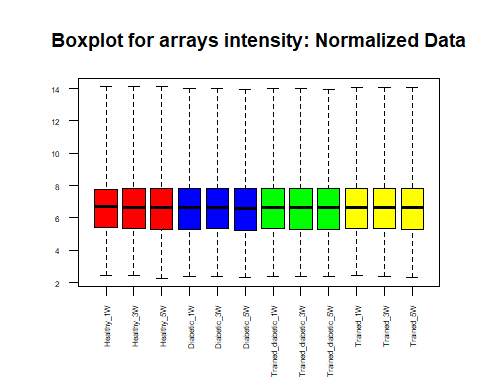 Boxplot for arrays intensity: Normalized Data
14
12
10
8
6
4
2
Healthy_1W
Healthy_3W
Healthy_5W
Diabetic_1W
Diabetic_3W
Diabetic_5W
Trained_diabetic_1W
Trained_diabetic_3W
Trained_diabetic_5W
Trained_1W
Trained_3W
Trained_5W